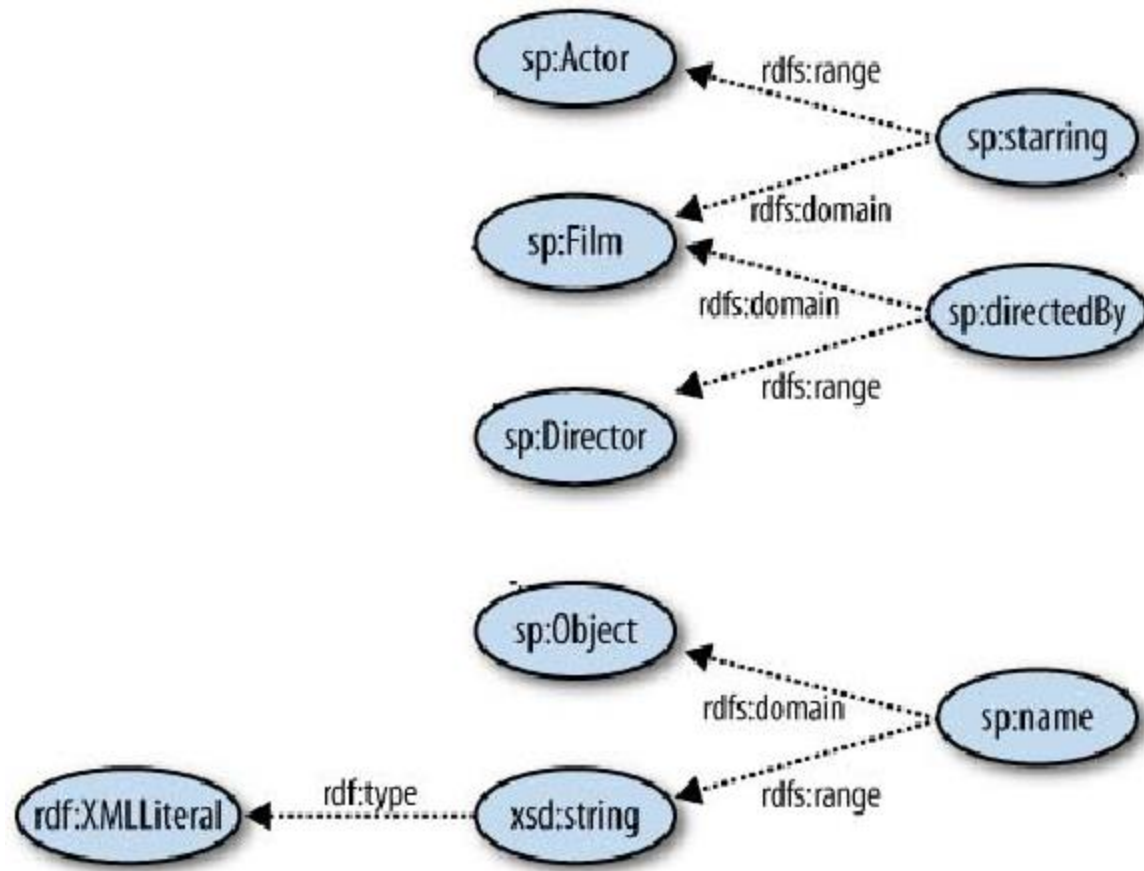 sp:Actor
rdfs:range
sp:starring
rdfs:domain
sp:Film
rdfs:domain
sp:directedBy
rdfs:range
sp:Director
sp:Object
rdfs:domain
sp:name
rdfs:range
rdf:XMLLiteral
rdf:type
xsd:string